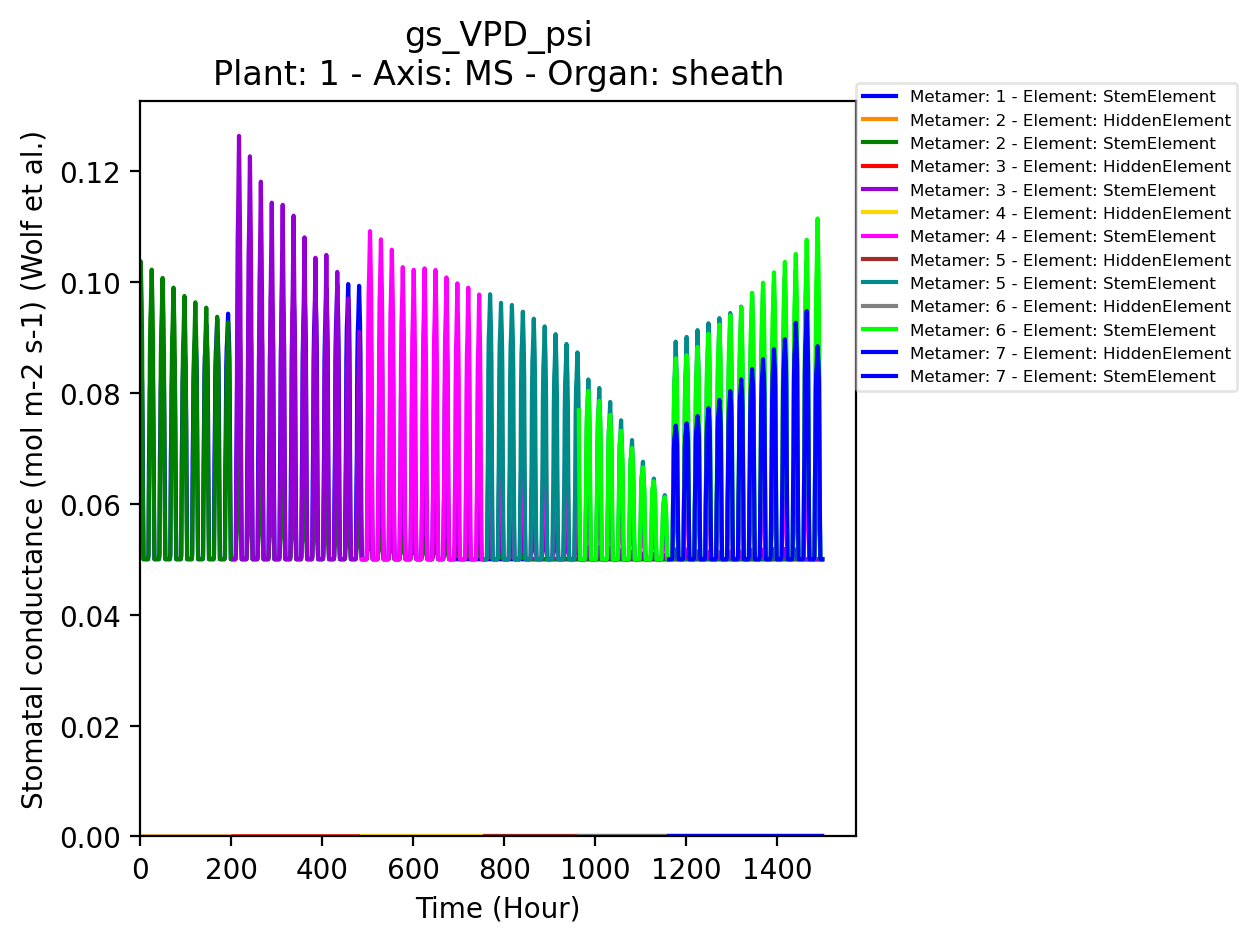 gs_VPD_psi
Plant: 1 - Axis: MS - Organ: sheath
Stomatal conductance (mol m-2 s-1) (Wolf et al.)
0.12
0.10
0.08
0.06
0.04
0.02
0.00
0 200 400 600 800 1000 1200 1400
Time (Hour)
Metamer: 1 - Element: StemElement
Metamer: 2 - Element: HiddenElement
Metamer: 2 - Element: StemElement
Metamer: 3 - Element: HiddenElement
Metamer: 3 - Element: StemElement
Metamer: 4 - Element: HiddenElement
Metamer: 4 - Element: StemElement
Metamer: 5 - Element: HiddenElement
Metamer: 5 - Element: StemElement
Metamer: 6 - Element: HiddenElement
Metamer: 6 - Element: StemElement
Metamer: 7 - Element: HiddenElement
Metamer: 7 - Element: StemElement